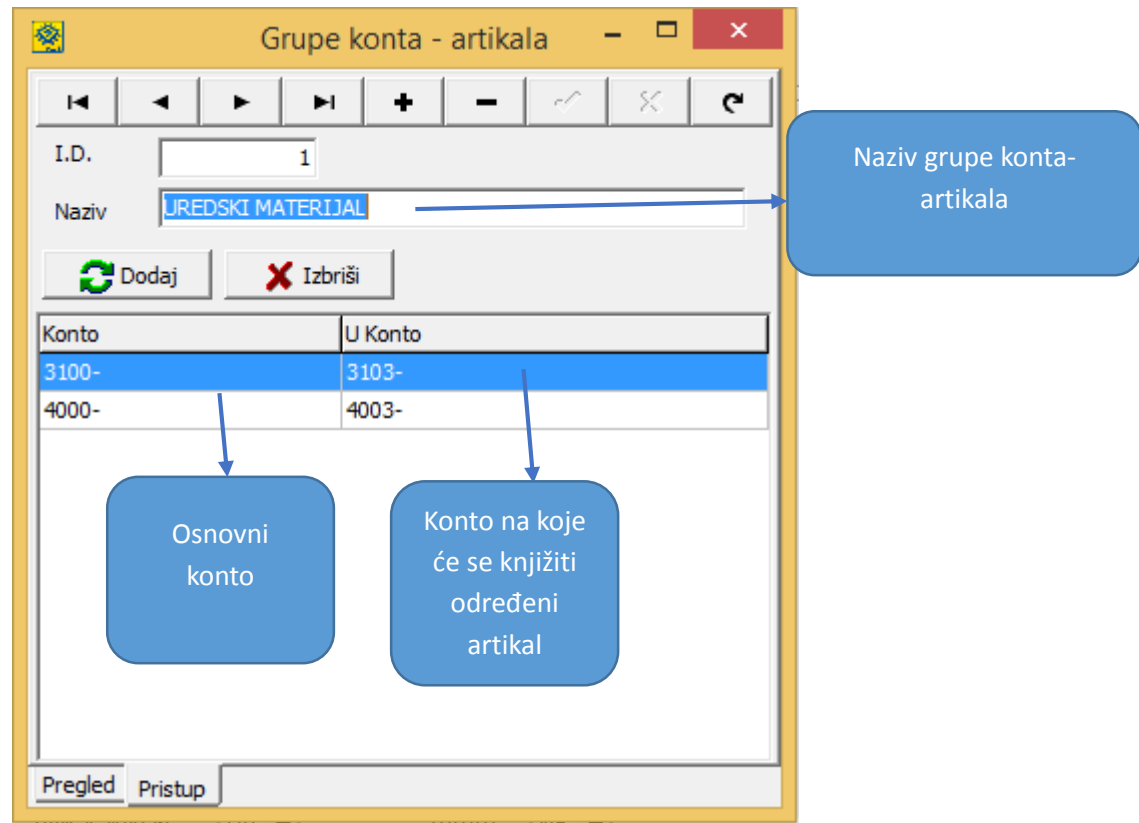 Grupe konta - artikala
I.D.
1
Naziv
UREDSKI MATERIJAL
Naziv grupe konta-
artikala
Dodaj
Izbriši
Konto
U Konto
3100-
3103-
4000-
4003-
Osnovni
konto
Konto na koje
će se knjižiti
određeni
artikal
Pregled
Pristup